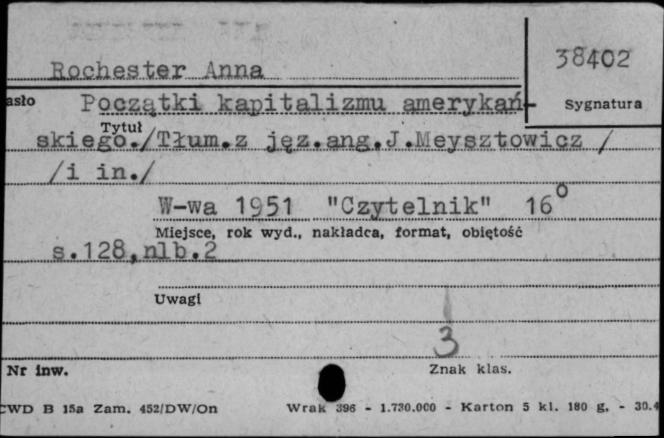 38402
Rochester Anna
asło Początki kapitalizmu amerykań- Sygnatura
Tytuł
skiego./Tłum.z jęz.ang.J.Meysztowicz /
/i in./
W-wa 1951 "Czytelnik" 16°
Miejsce, rok wyd., nakładca, format, objętość
s.128,nlb.2
Uwagi
3
Nr inw. Znak klas.
CWD B 15a Zam. 452/DW/On Wrak 396 - 1.730.000 - Karton 5 kl. 180 g. - 30.4